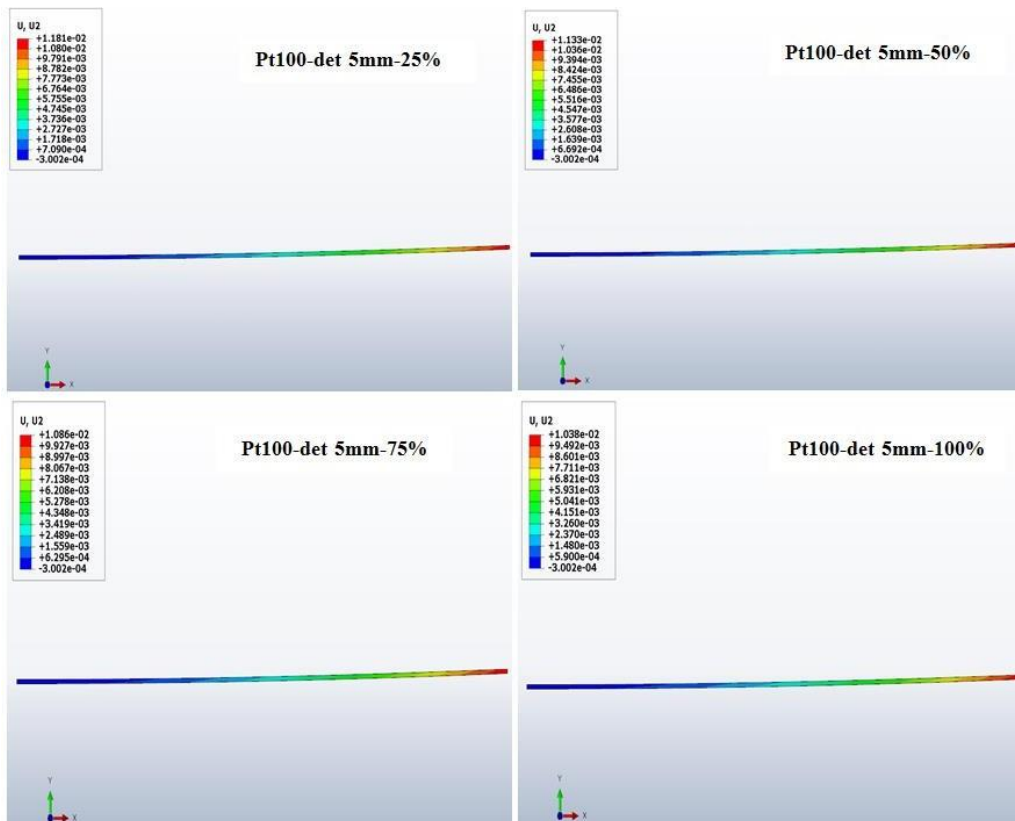 U, U2
+1.181e-02
+1.080e-02
+9.791e-03
+8.782e-03
+7.773e-03
+6.764e-03
+5.755e-03
+4.745e-03
+3.736e-03
+2.727e-03
+1.718e-03
+7.090e-04
-3.002e-04
Pt100-det 5mm-25%
Y
X
U, U2
+1.133e-02
+1.036e-02
+9.394e-03
+8.424e-03
+7.455e-03
+6.486e-03
+5.516e-03
+4.547e-03
+3.577e-03
+2.608e-03
+1.639e-03
+6.692e-04
-3.002e-04
Pt100-det 5mm-50%
Y
X
U, U2
+1.086e-02
+9.927e-03
+8.997e-03
+8.067e-03
+7.138e-03
+6.208e-03
+5.278e-03
+4.348e-03
+3.419e-03
+2.489e-03
+1.559e-03
+6.295e-04
-3.002e-04
Pt100-det 5mm-75%
Y
X
U, U2
+1.038e-02
+9.492e-03
+8.601e-03
+7.711e-03
+6.821e-03
+5.931e-03
+5.041e-03
+4.151e-03
+3.260e-03
+2.370e-03
+1.480e-03
+5.900e-04
-3.002e-04
Pt100-det 5mm-100%
Y
X